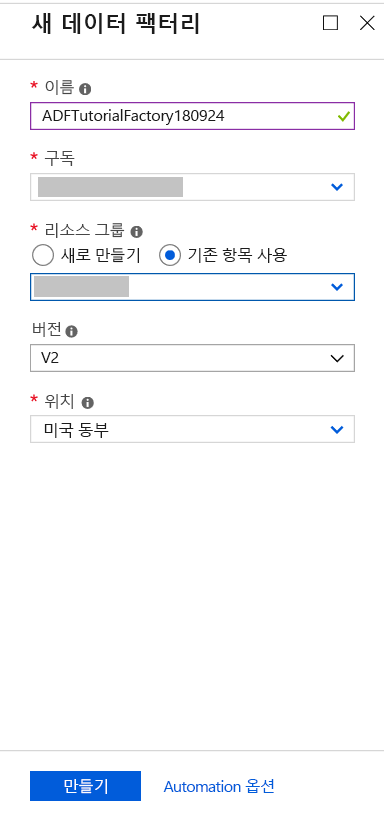 새 데이터 팩터리
* 이름
ADFTutorialFactory180924
* 구독
* 리소스 그룹
새로 만들기 기존 항목 사용
버전
V2
* 위치
미국 동부
만들기 Automation 옵션